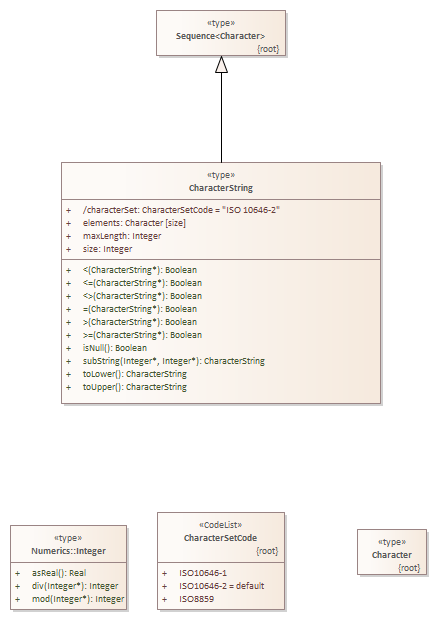 «type»
Sequence<Character>
{root}
«type»
CharacterString
+ /characterSet: CharacterSetCode = "ISO 10646-2"
+ elements: Character [size]
+ maxLength: Integer
+ size: Integer
+ <(CharacterString*): Boolean
+ <=(CharacterString*): Boolean
+ <>(CharacterString*): Boolean
+ =(CharacterString*): Boolean
+ >(CharacterString*): Boolean
+ >=(CharacterString*): Boolean
+ isNull(): Boolean
+ subString(Integer*, Integer*): CharacterString
+ toLower(): CharacterString
+ toUpper(): CharacterString
«type»
Numerics::Integer
+ asReal(): Real
+ div(Integer*): Integer
+ mod(Integer*): Integer
«CodeList»
CharacterSetCode
{root}
+ ISO10646-1
+ ISO10646-2 = default
+ ISO8859
«type»
Character
{root}